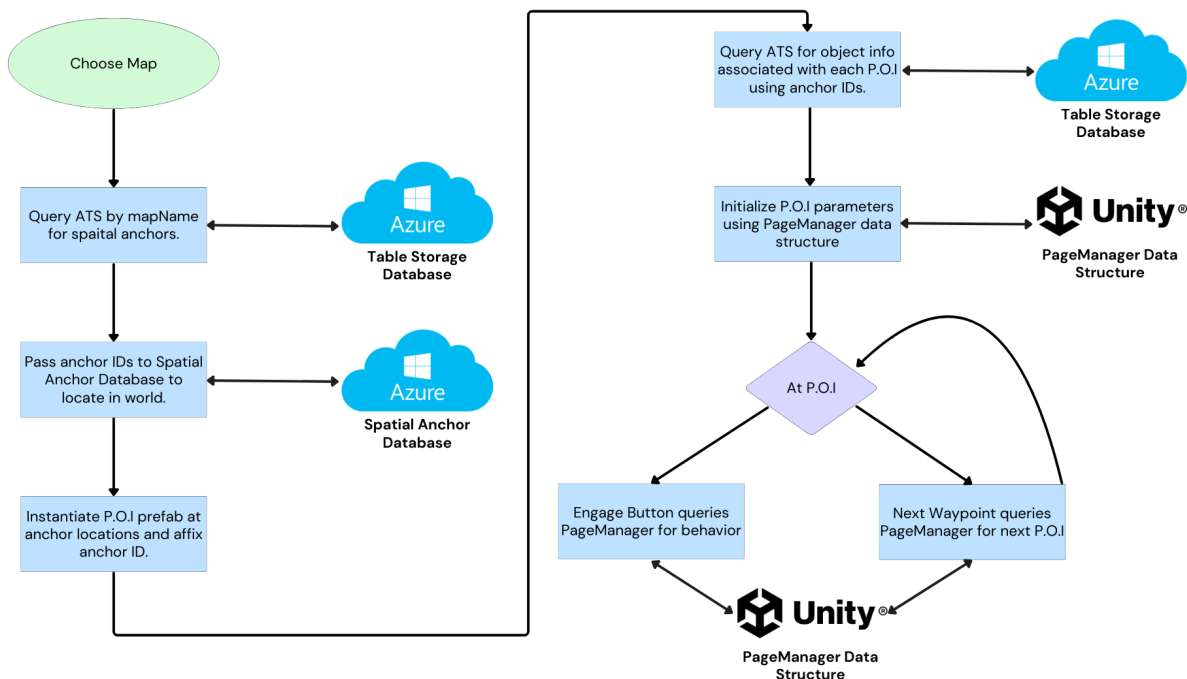 Choose Map
Query ATS by mapName
for spaital anchors.
Azure
Table Storage
Database
Pass anchor IDs to Spatial
Anchor Database to
locate in world.
Azure
Spatial Anchor
Database
Instantiate P.O.I prefab at
anchor locations and affix
anchor ID.
Query ATS for object info
associated with each P.O.I
using anchor IDs.
Azure
Table Storage
Database
Initialize P.O.I parameters
using PageManager data
structure
Unity®
PageManager Data
Structure
At P.O.I
Engage Button queries
PageManager for behavior
Next Waypoint queries
PageManager for next P.O.I
Unity®
PageManager Data
Structure